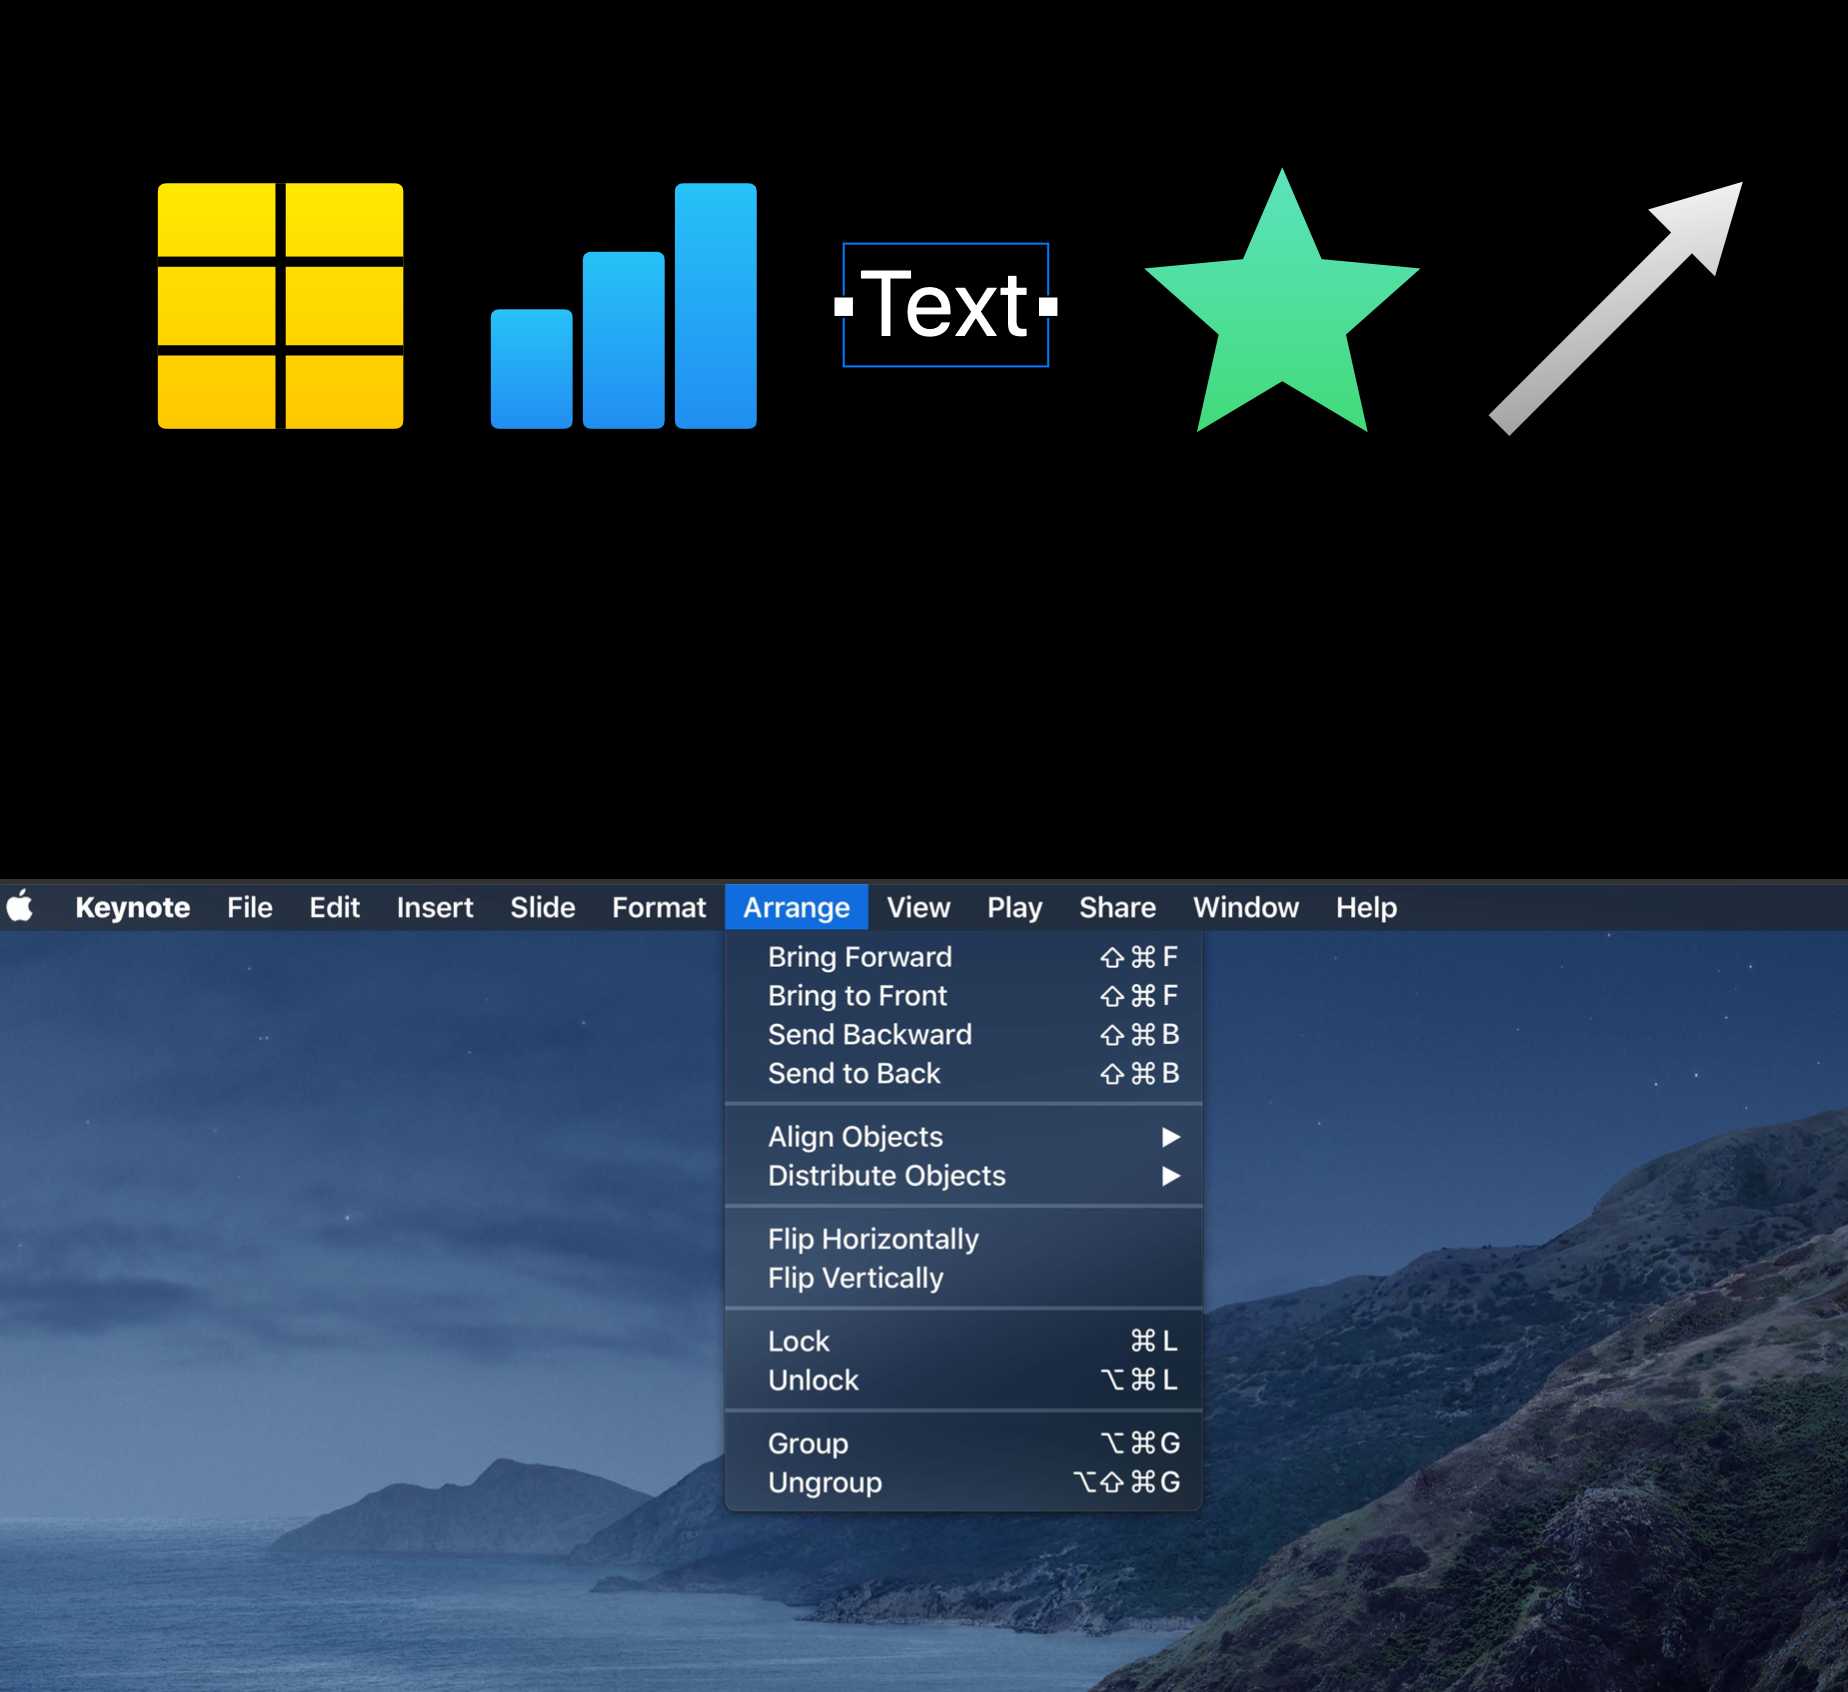 Text
Keynote File Edit Insert Slide Format Arrange View Play Share Window Help
Bring Forward ⇧⌘F
Bring to Front ⇧⌘F
Send Backward ⇧⌘B
Send to Back ⇧⌘B
Align Objects ▶
Distribute Objects ▶
Flip Horizontally
Flip Vertically
Lock ⌘L
Unlock ⌥⌘L
Group ⌥⌘G
Ungroup ⌥⇧⌘G